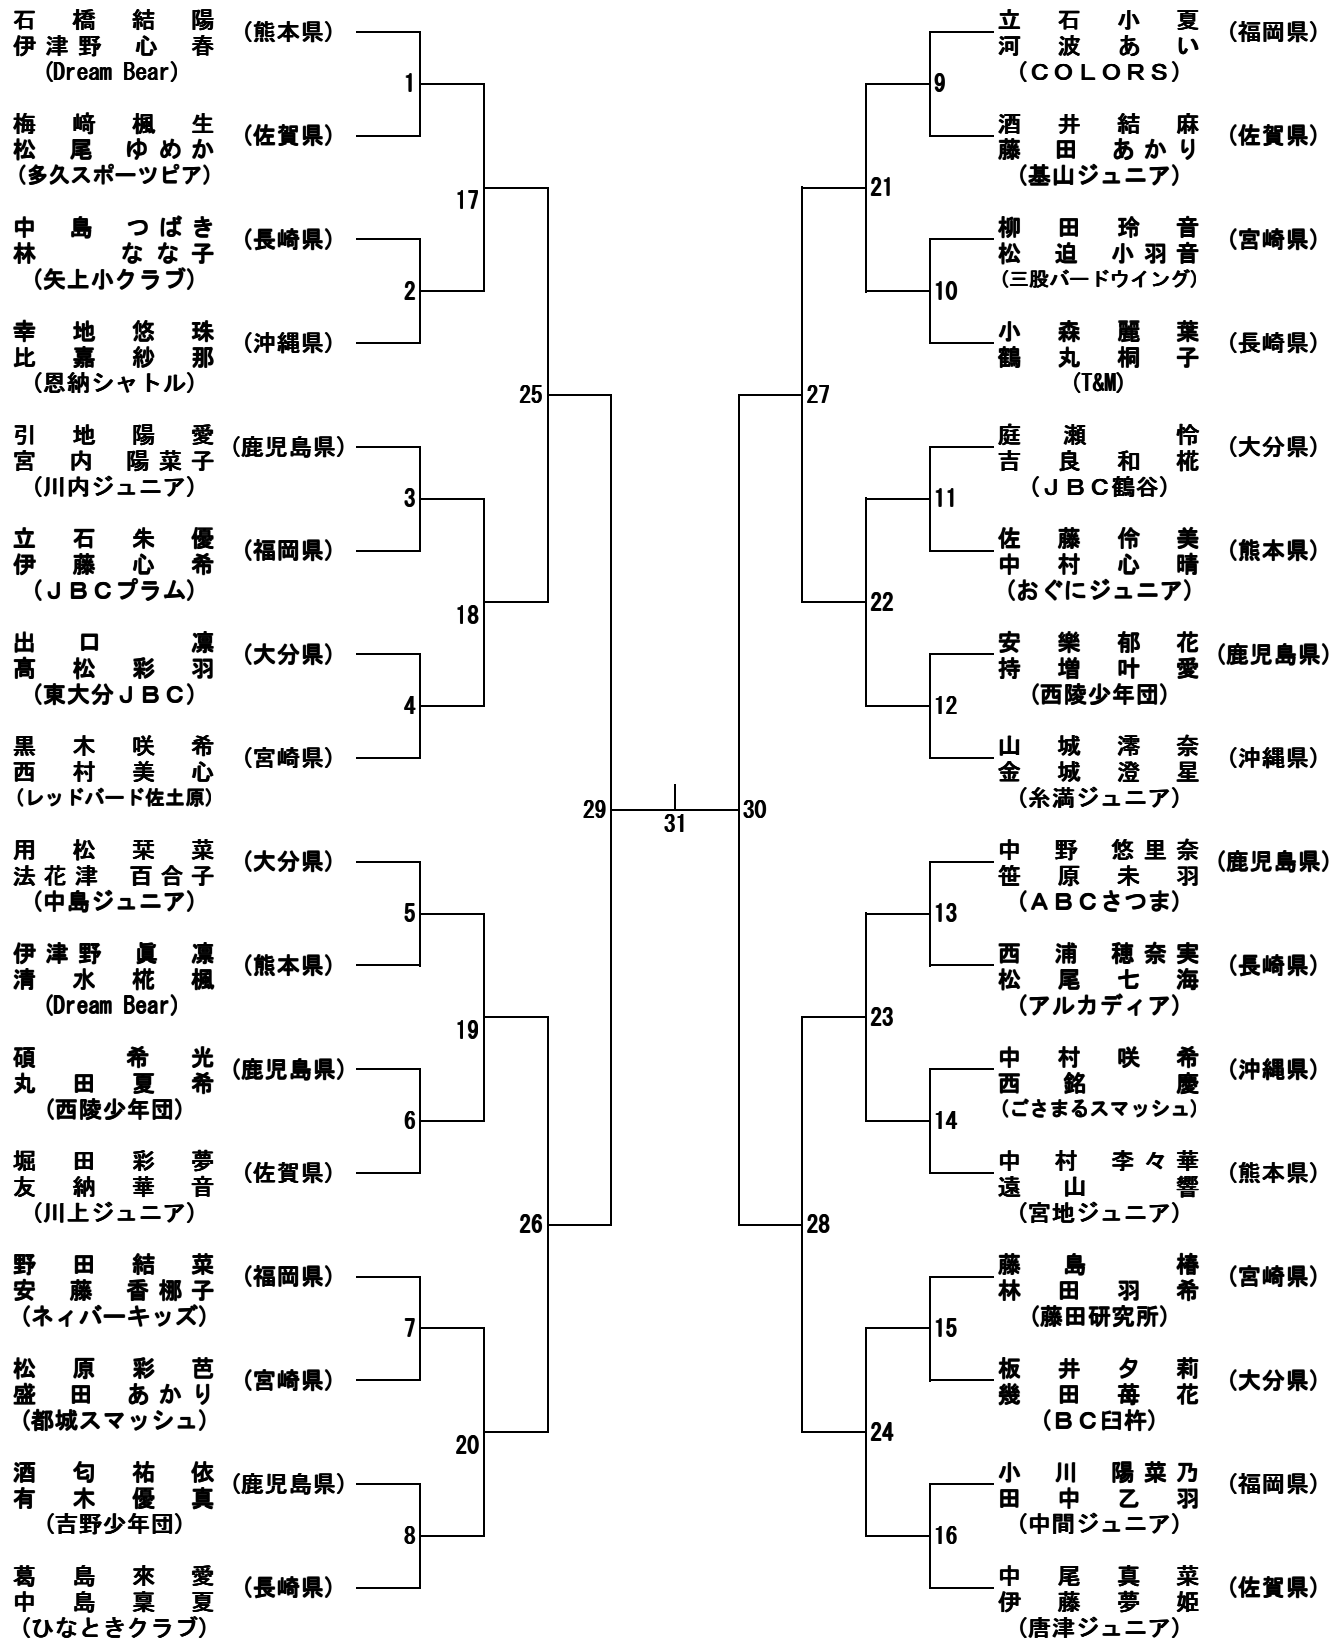 石橋結陽 (熊本県)
伊津野心春
(Dream Bear)
1
梅﨑楓生 (佐賀県)
松尾ゆめか
(多久スポーツピア)
17
中島つばき (長崎県)
林なな子
(矢上小クラブ)
2
幸地悠珠 (沖縄県)
比嘉紗那
(恩納シャトル)
25
引地陽愛 (鹿児島県)
宮内陽菜子
(川内ジュニア)
3
立石朱優 (福岡県)
伊藤心希
(ＪＢＣプラム)
18
出口凛 (大分県)
髙松彩羽
(東大分ＪＢＣ)
4
黒木咲希 (宮崎県)
西村美心
(レッドバード佐土原)
29
用松栞菜 (大分県)
法花津百合子
(中島ジュニア)
5
伊津野眞凛 (熊本県)
清水椛楓
(Dream Bear)
19
碩希光 (鹿児島県)
丸田夏希
(西陵少年団)
6
堀田彩夢 (佐賀県)
友納華音
(川上ジュニア)
26
野田結菜 (福岡県)
安藤香梛子
(ネィバーキッズ)
7
松原彩芭 (宮崎県)
盛田あかり
(都城スマッシュ)
20
酒匂祐依 (鹿児島県)
有木優真
(吉野少年団)
8
葛島來愛 (長崎県)
中島稟夏
(ひなときクラブ)
31
立石小夏 (福岡県)
河波あい
(ＣＯＬＯＲＳ)
9
酒井結麻 (佐賀県)
藤田あかり
(基山ジュニア)
21
柳田玲音 (宮崎県)
松迫小羽音
(三股バードウイング)
10
小森麗葉 (長崎県)
鶴丸桐子
(T&M)
27
庭瀬怜 (大分県)
吉良和椛
(ＪＢＣ鶴谷)
11
佐藤伶美 (熊本県)
中村心晴
(おぐにジュニア)
22
安樂郁花 (鹿児島県)
持増叶愛
(西陵少年団)
12
山城澪奈 (沖縄県)
金城澄星
(糸満ジュニア)
30
中野悠里奈 (鹿児島県)
笹原未羽
(ＡＢＣさつま)
13
西浦穂奈実 (長崎県)
松尾七海
(アルカディア)
23
中村咲希 (沖縄県)
西銘慶
(ごさまるスマッシュ)
14
中村李々華 (熊本県)
遠山響
(宮地ジュニア)
28
藤島椿 (宮崎県)
林田羽希
(藤田研究所)
15
板井夕莉 (大分県)
幾田苺花
(ＢＣ臼杵)
24
小川陽菜乃 (福岡県)
田中乙羽
(中間ジュニア)
16
中尾真菜 (佐賀県)
伊藤夢姫
(唐津ジュニア)